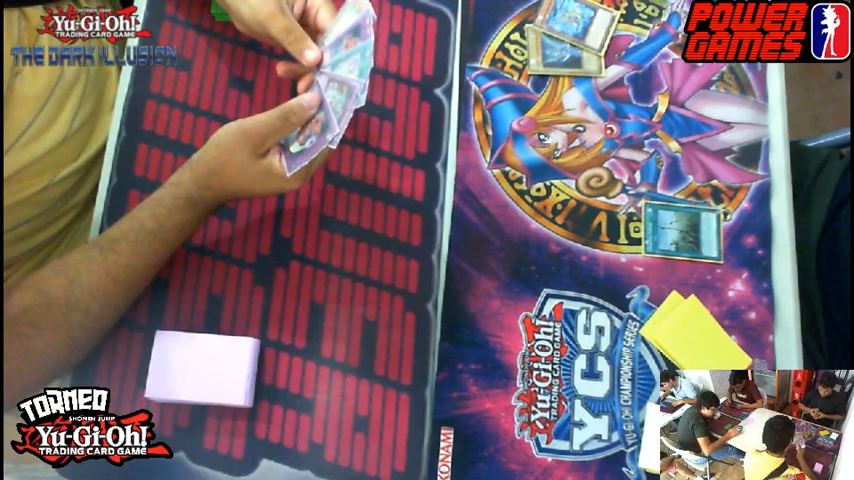 SHONEN JUMP
Yu-Gi-Oh!
TRADING CARD GAME
THE DARK ILLUSION
POWER
GAMES
Yu-Gi-Oh!
TRADING CARD GAME
YCS
YU-GI-OH! CHAMPIONSHIP SERIES
KONAMI
TORNEO
SHONEN JUMP
Yu-Gi-Oh!
TRADING CARD GAME